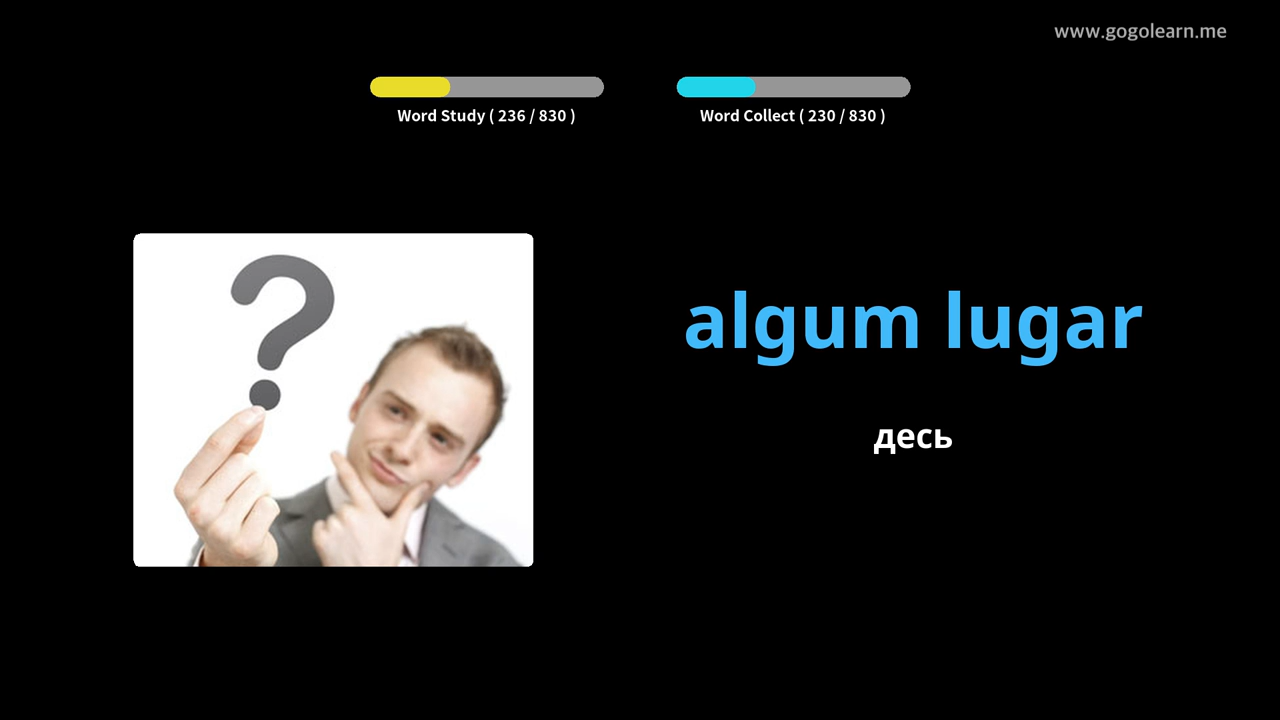 www.gogolearn.me
Word Study ( 236 / 830 )
Word Collect ( 230 / 830 )
algum lugar
десь